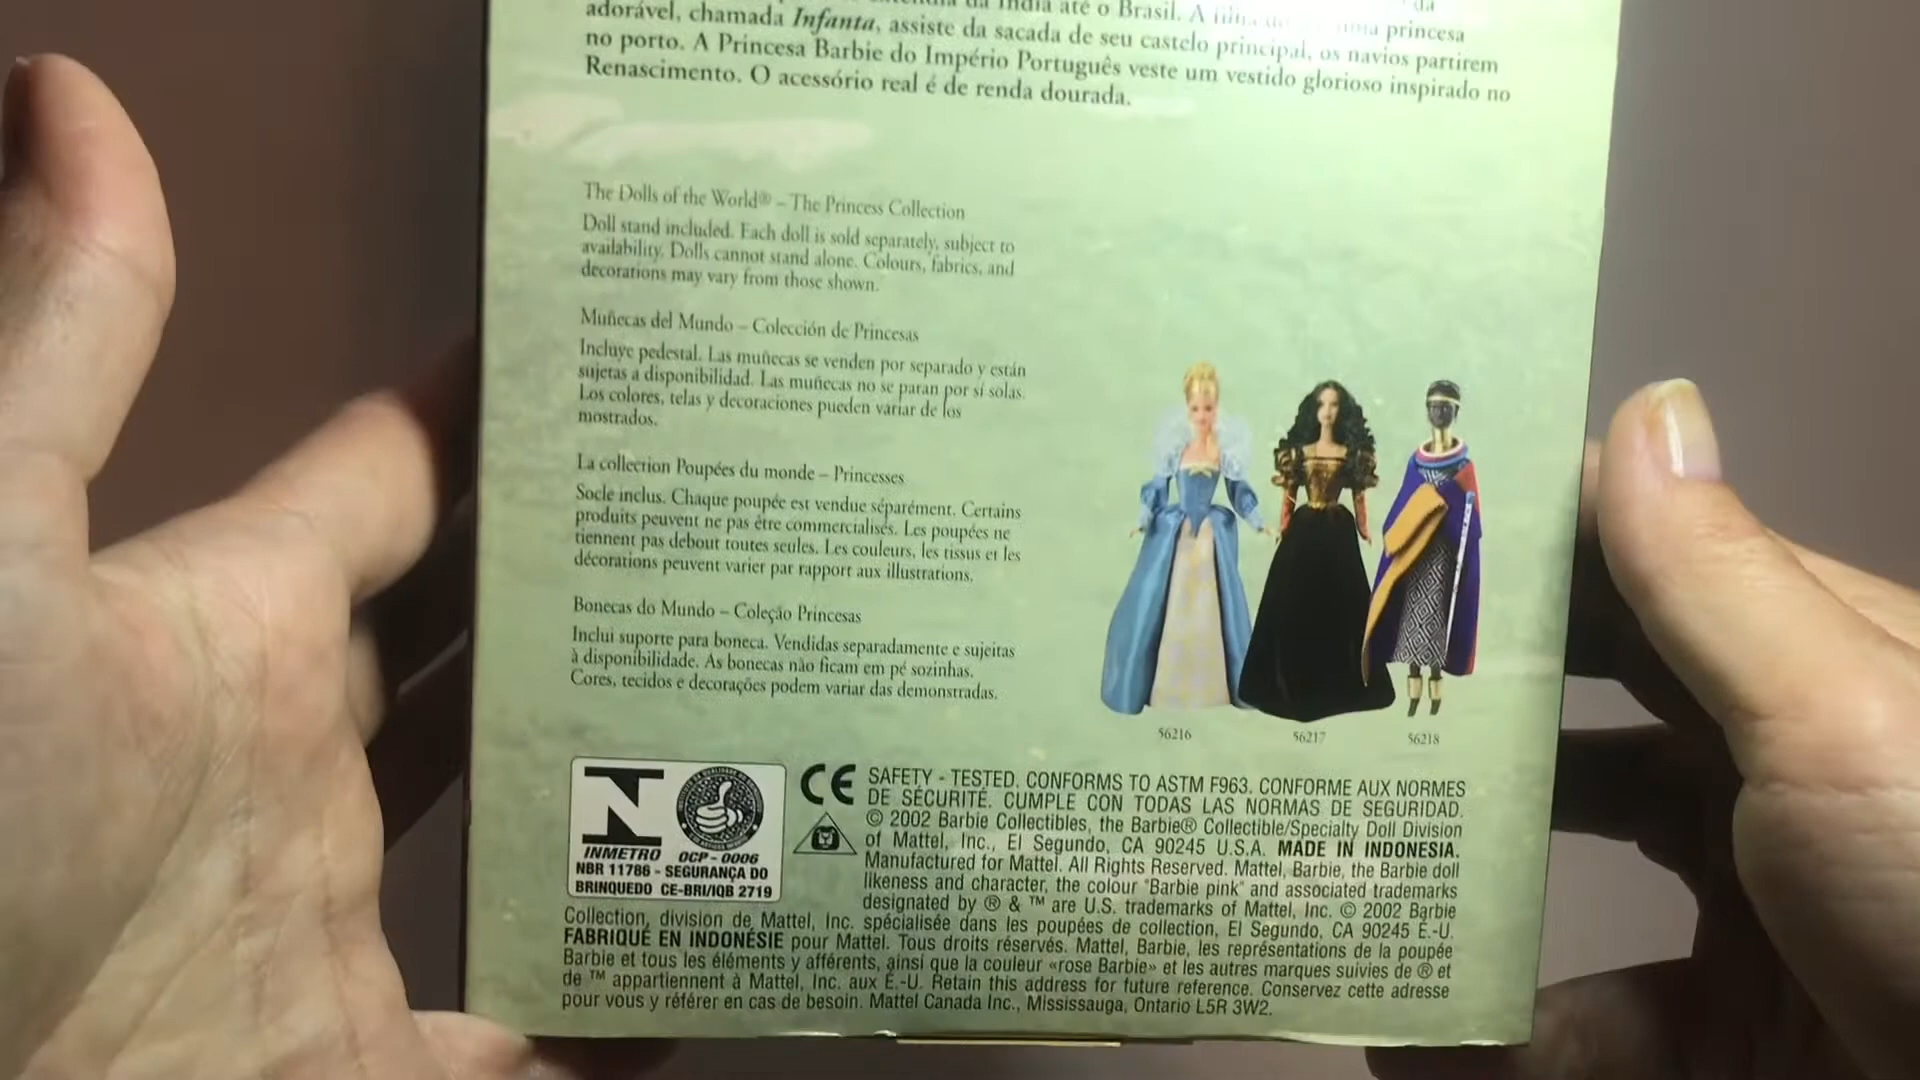 da Índia até o Brasil. A
adorável, chamada Infanta, assiste da sacada de seu castelo principal, os navios partirem
no porto. A Princesa Barbie do Império Português veste um vestido glorioso inspirado no
Renascimento. O acessório real é de renda dourada.
The Dolls of the World® – The Princess Collection
Doll stand included. Each doll is sold separately, subject to
availability. Dolls cannot stand alone. Colours, fabrics, and
decorations may vary from those shown.
Muñecas del Mundo – Colección de Princesas
Incluye pedestal. Las muñecas se venden por separado y están
sujetas a disponibilidad. Las muñecas no se paran por sí solas.
Los colores, telas y decoraciones pueden variar de los
mostrados.
La collection Poupées du monde – Princesses
Socle inclus. Chaque poupée est vendue séparément. Certains
produits peuvent ne pas être commercialisés. Les poupées ne
tiennent pas debout toutes seules. Les couleurs, les tissus et les
décorations peuvent varier par rapport aux illustrations.
Bonecas do Mundo – Coleção Princesas
Inclui suporte para boneca. Vendidas separadamente e sujeitas
à disponibilidade. As bonecas não ficam em pé sozinhas.
Cores, tecidos e decorações podem variar das demonstradas.
56216
56217
56218
INMETRO OCP - 0006
NBR 11786 - SEGURANÇA DO
BRINQUEDO CE-BRI/IQB 2719
CE
SAFETY - TESTED. CONFORMS TO ASTM F963. CONFORME AUX NORMES
DE SÉCURITÉ. CUMPLE CON TODAS LAS NORMAS DE SEGURIDAD.
© 2002 Barbie Collectibles, the Barbie® Collectible/Specialty Doll Division
of Mattel, Inc., El Segundo, CA 90245 U.S.A. MADE IN INDONESIA.
Manufactured for Mattel. All Rights Reserved. Mattel, Barbie, the Barbie doll
likeness and character, the colour "Barbie pink" and associated trademarks
designated by ® & ™ are U.S. trademarks of Mattel, Inc. © 2002 Barbie
Collection, division de Mattel, Inc. spécialisée dans les poupées de collection, El Segundo, CA 90245 É.-U.
FABRIQUÉ EN INDONÉSIE pour Mattel. Tous droits réservés. Mattel, Barbie, les représentations de la poupée
Barbie et tous les éléments y afférents, ainsi que la couleur «rose Barbie» et les autres marques suivies de ® et
de ™ appartiennent à Mattel, Inc. aux É.-U. Retain this address for future reference. Conservez cette adresse
pour vous y référer en cas de besoin. Mattel Canada Inc., Mississauga, Ontario L5R 3W2.